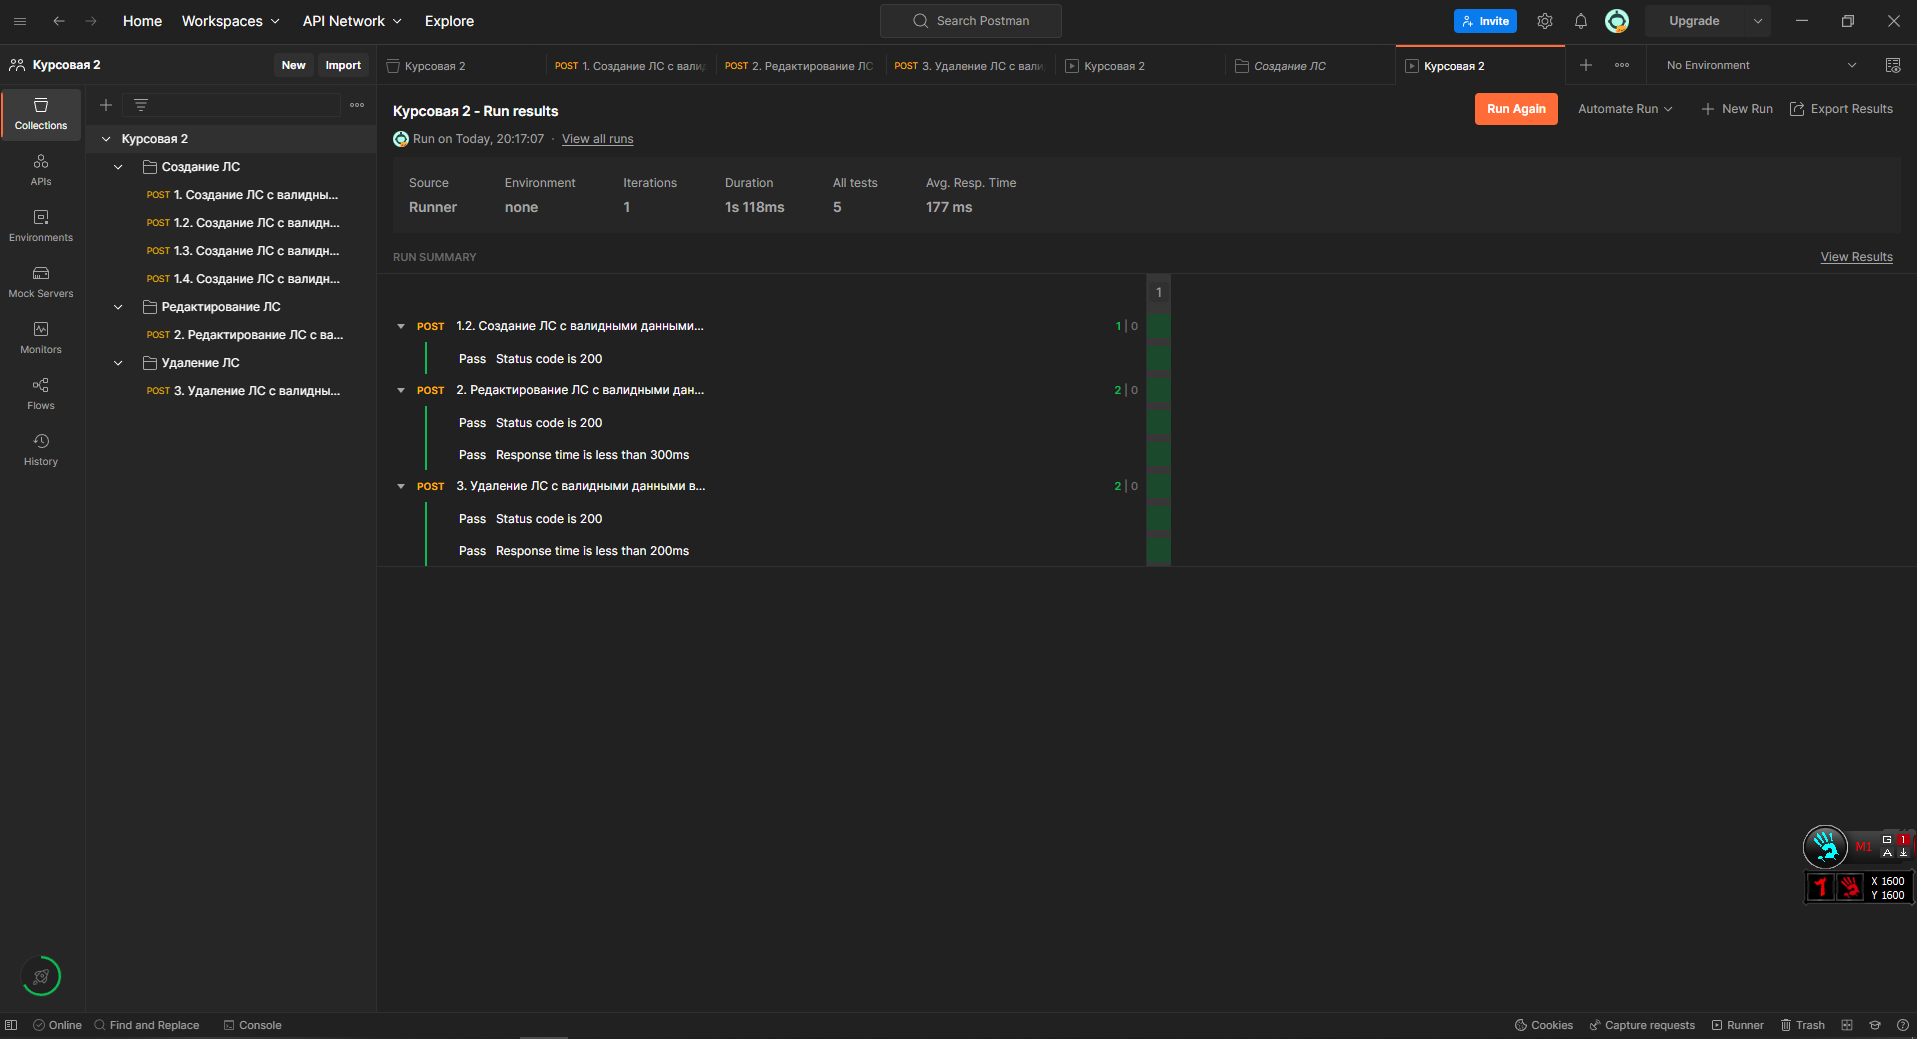 Home Workspaces API Network Explore Search Postman Invite Upgrade
Курсовая 2 New Import
Курсовая 2 POST 1. Создание ЛС с вали POST 2. Редактирование ЛС POST 3. Удаление ЛС с вали Курсовая 2 Создание ЛС Курсовая 2 No Environment
Collections
APIs
Environments
Mock Servers
Monitors
Flows
History
Курсовая 2
Создание ЛС
POST 1. Создание ЛС с валидны...
POST 1.2. Создание ЛС с валидн...
POST 1.3. Создание ЛС с валидн...
POST 1.4. Создание ЛС с валидн...
Редактирование ЛС
POST 2. Редактирование ЛС с ва...
Удаление ЛС
POST 3. Удаление ЛС с валидны...
Курсовая 2 - Run results Run Again Automate Run New Run Export Results
Run on Today, 20:17:07 · View all runs
Source Environment Iterations Duration All tests Avg. Resp. Time
Runner none 1 1s 118ms 5 177 ms
RUN SUMMARY View Results
1
POST 1.2. Создание ЛС с валидными данными... 1 | 0
Pass Status code is 200
POST 2. Редактирование ЛС с валидными дан... 2 | 0
Pass Status code is 200
Pass Response time is less than 300ms
POST 3. Удаление ЛС с валидными данными в... 2 | 0
Pass Status code is 200
Pass Response time is less than 200ms
M1 G 1
A
X 1600
Y 1600
Online Find and Replace Console Cookies Capture requests Runner Trash